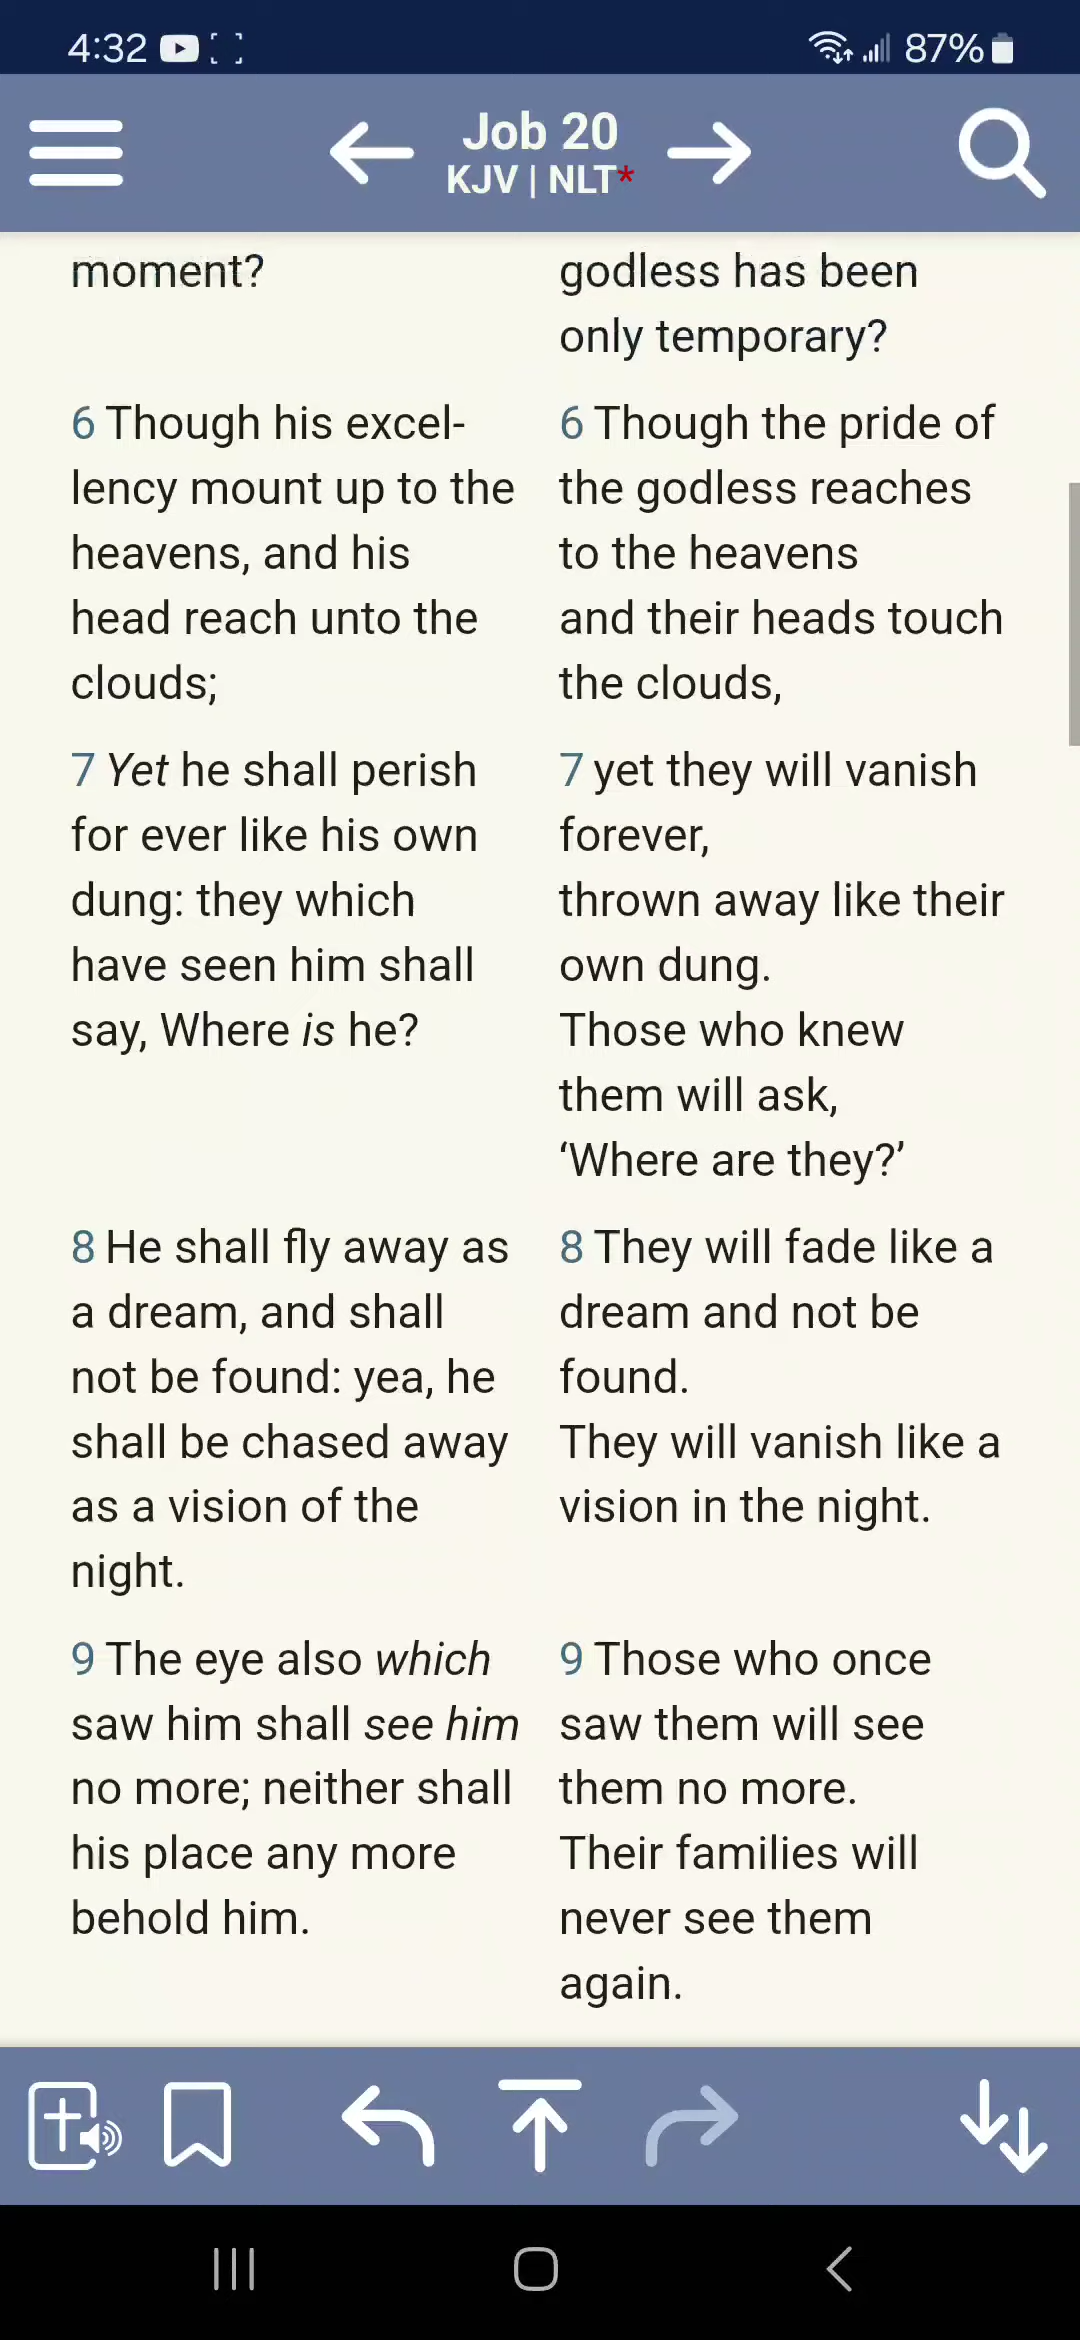 4:32
87%
Job 20
KJV | NLT*
moment?
6 Though his excel-
lency mount up to the
heavens, and his
head reach unto the
clouds;
7 Yet he shall perish
for ever like his own
dung: they which
have seen him shall
say, Where is he?
8 He shall fly away as
a dream, and shall
not be found: yea, he
shall be chased away
as a vision of the
night.
9 The eye also which
saw him shall see him
no more; neither shall
his place any more
behold him.
godless has been
only temporary?
6 Though the pride of
the godless reaches
to the heavens
and their heads touch
the clouds,
7 yet they will vanish
forever,
thrown away like their
own dung.
Those who knew
them will ask,
‘Where are they?’
8 They will fade like a
dream and not be
found.
They will vanish like a
vision in the night.
9 Those who once
saw them will see
them no more.
Their families will
never see them
again.